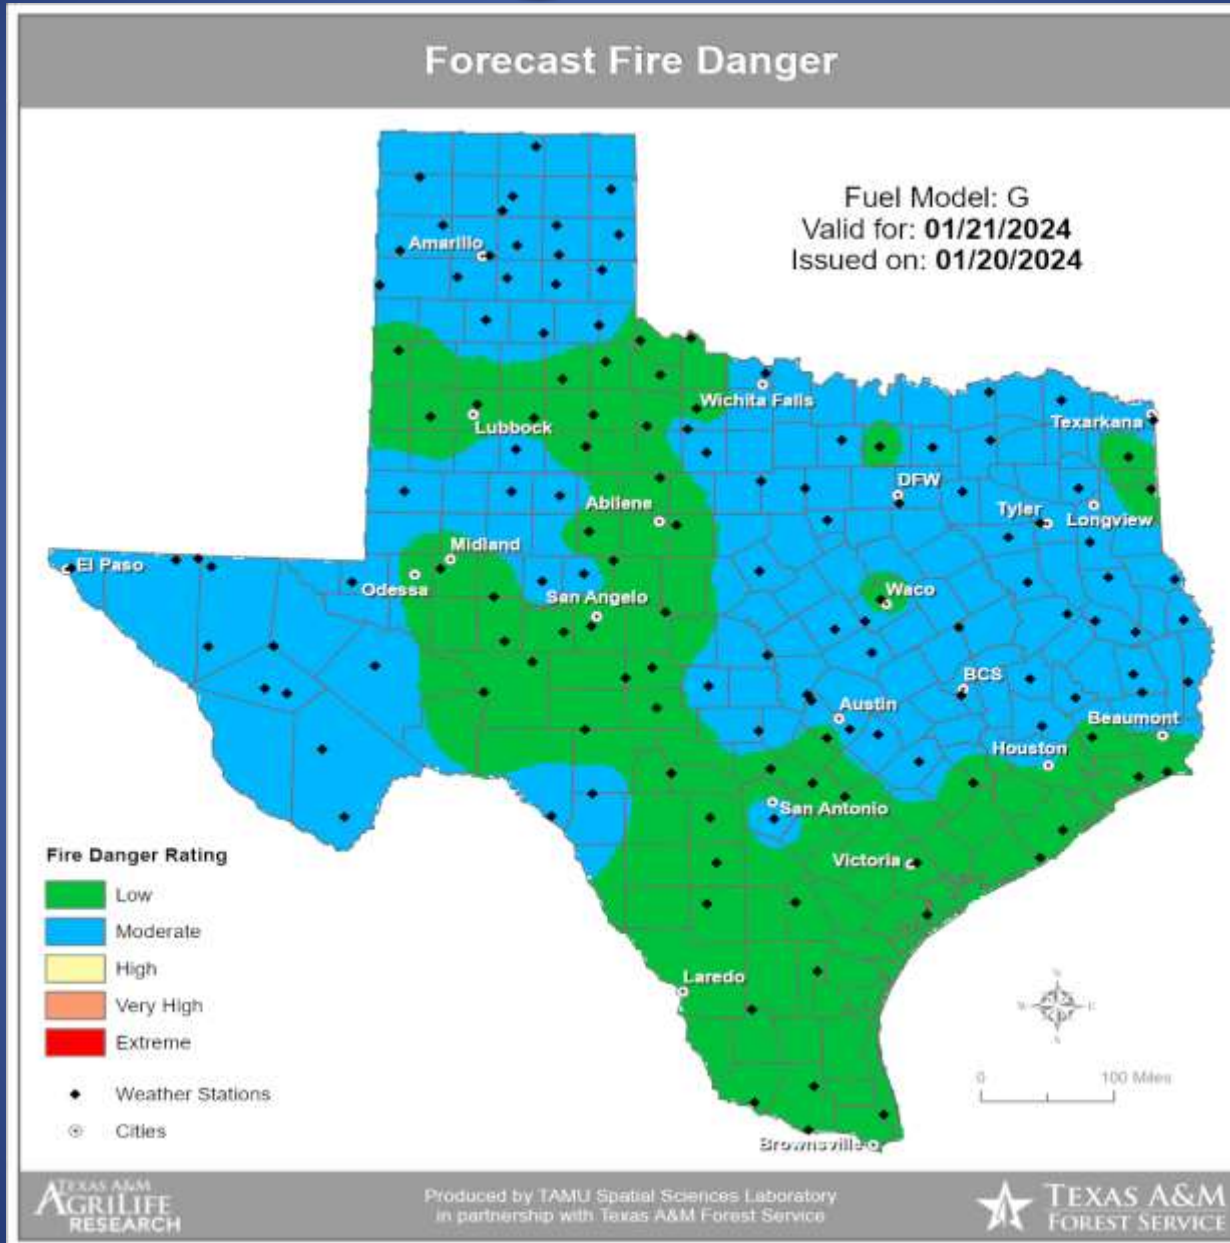 Forecast Fire Danger
Fuel Model: G
Valid for: 01/21/2024
Issued on: 01/20/2024
Amarillo
Wichita Falls
Lubbock
Texarkana
DFW
Abilene
Tyler
Longview
Midland
El Paso
Odessa
San Angelo
Waco
BCS
Austin
Beaumont
Houston
San Antonio
Victoria
Laredo
Brownsville
Fire Danger Rating
Low
Moderate
High
Very High
Extreme
Weather Stations
Cities
N
W
E
S
0 100 Miles
TEXAS A&M
AGRILIFE
RESEARCH
Produced by TAMU Spatial Sciences Laboratory
in partnership with Texas A&M Forest Service
TEXAS A&M
FOREST SERVICE